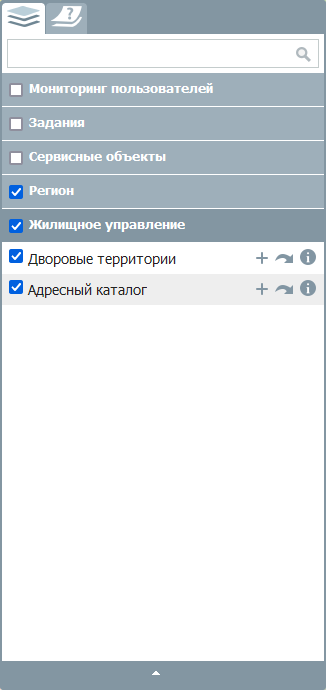 ?
Мониторинг пользователей
Задания
Сервисные объекты
Регион
Жилищное управление
Дворовые территории
Адресный каталог